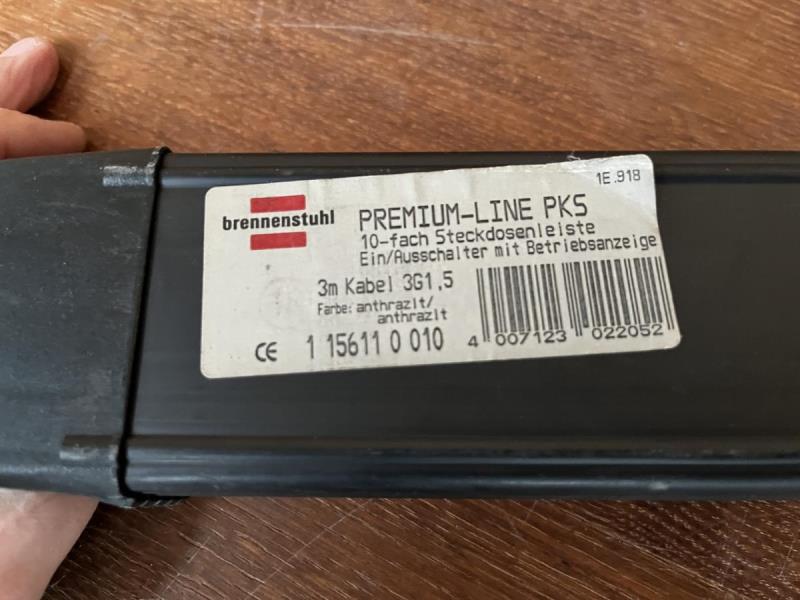 1E.918
brennenstuhl
PREMIUM-LINE PKS
10-fach Steckdosenleiste
Ein/Ausschalter mit Betriebsanzeige
3m Kabel 3G1,5
Farbe: anthrazit/
anthrazit
CE 1 15611 0 010
4 007123 022052